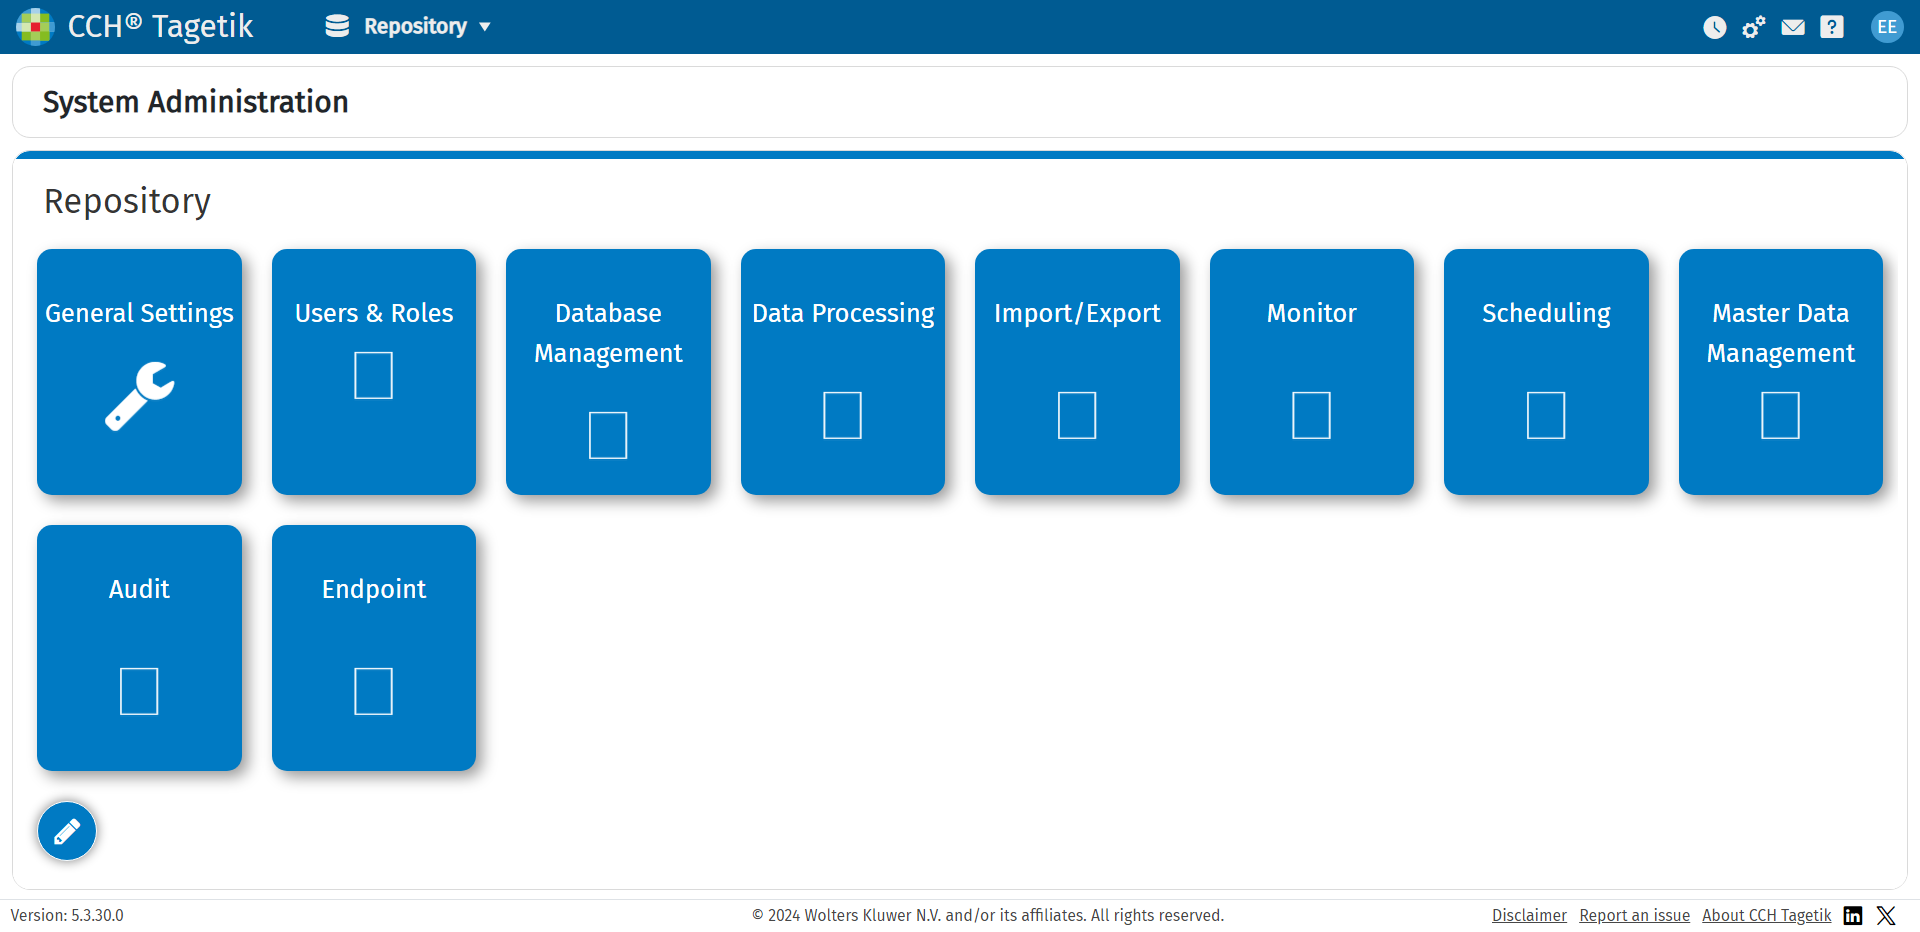 CCH® Tagetik
Repository
EE
System Administration
Repository
General Settings
Users & Roles
Database
Management
Data Processing
Import/Export
Monitor
Scheduling
Master Data
Management
Audit
Endpoint
Version: 5.3.30.0
© 2024 Wolters Kluwer N.V. and/or its affiliates. All rights reserved.
Disclaimer
Report an issue
About CCH Tagetik